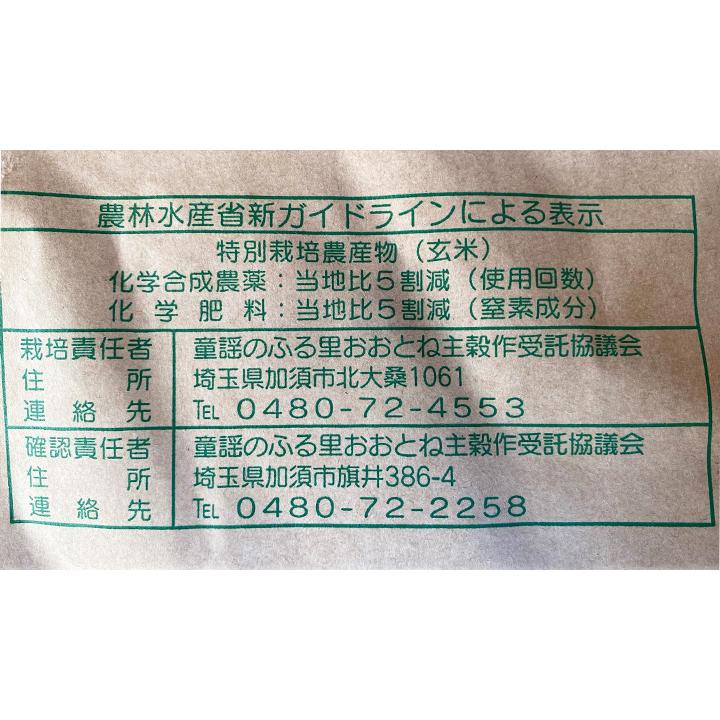 農林水産省新ガイドラインによる表示
特別栽培農産物（玄米）
化学合成農薬：当地比5割減（使用回数）
化学肥料：当地比5割減（窒素成分）
栽培責任者 童謡のふる里おおとね主穀作受託協議会
住所 埼玉県加須市北大桑1061
連絡先 TEL 0480-72-4553
確認責任者 童謡のふる里おおとね主穀作受託協議会
住所 埼玉県加須市旗井386-4
連絡先 TEL 0480-72-2258